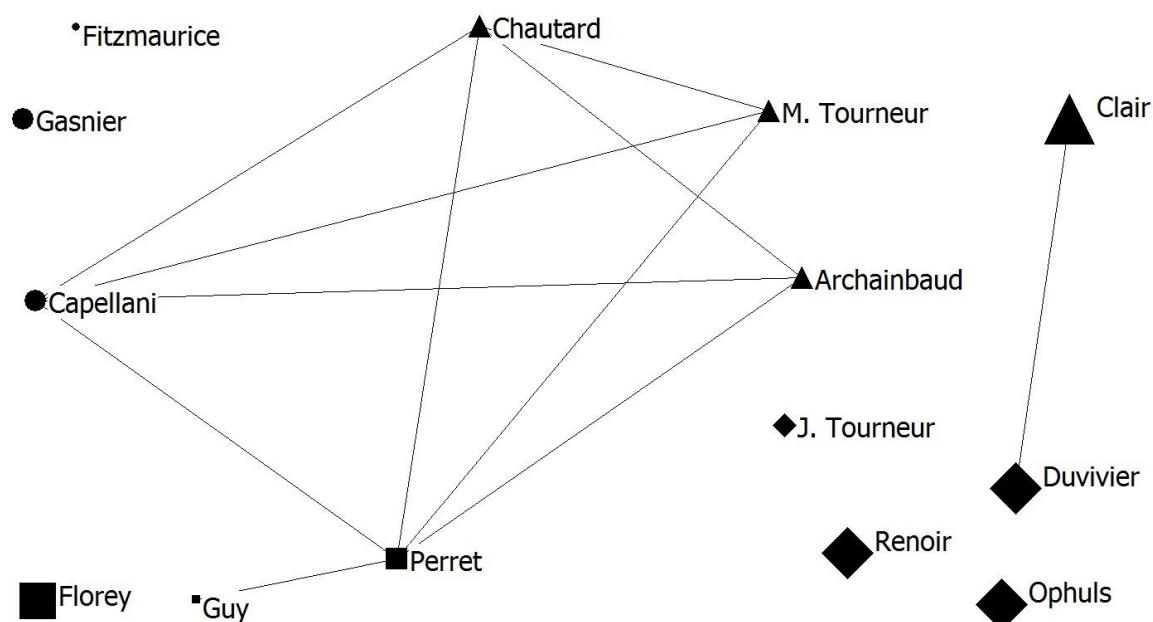 Chautard
Fitzmaurice
Clair
M. Tourneur
Gasnier
Archainbaud
Capellani
J. Tourneur
Duvivier
Renoir
Perret
Ophuls
Florey
Guy